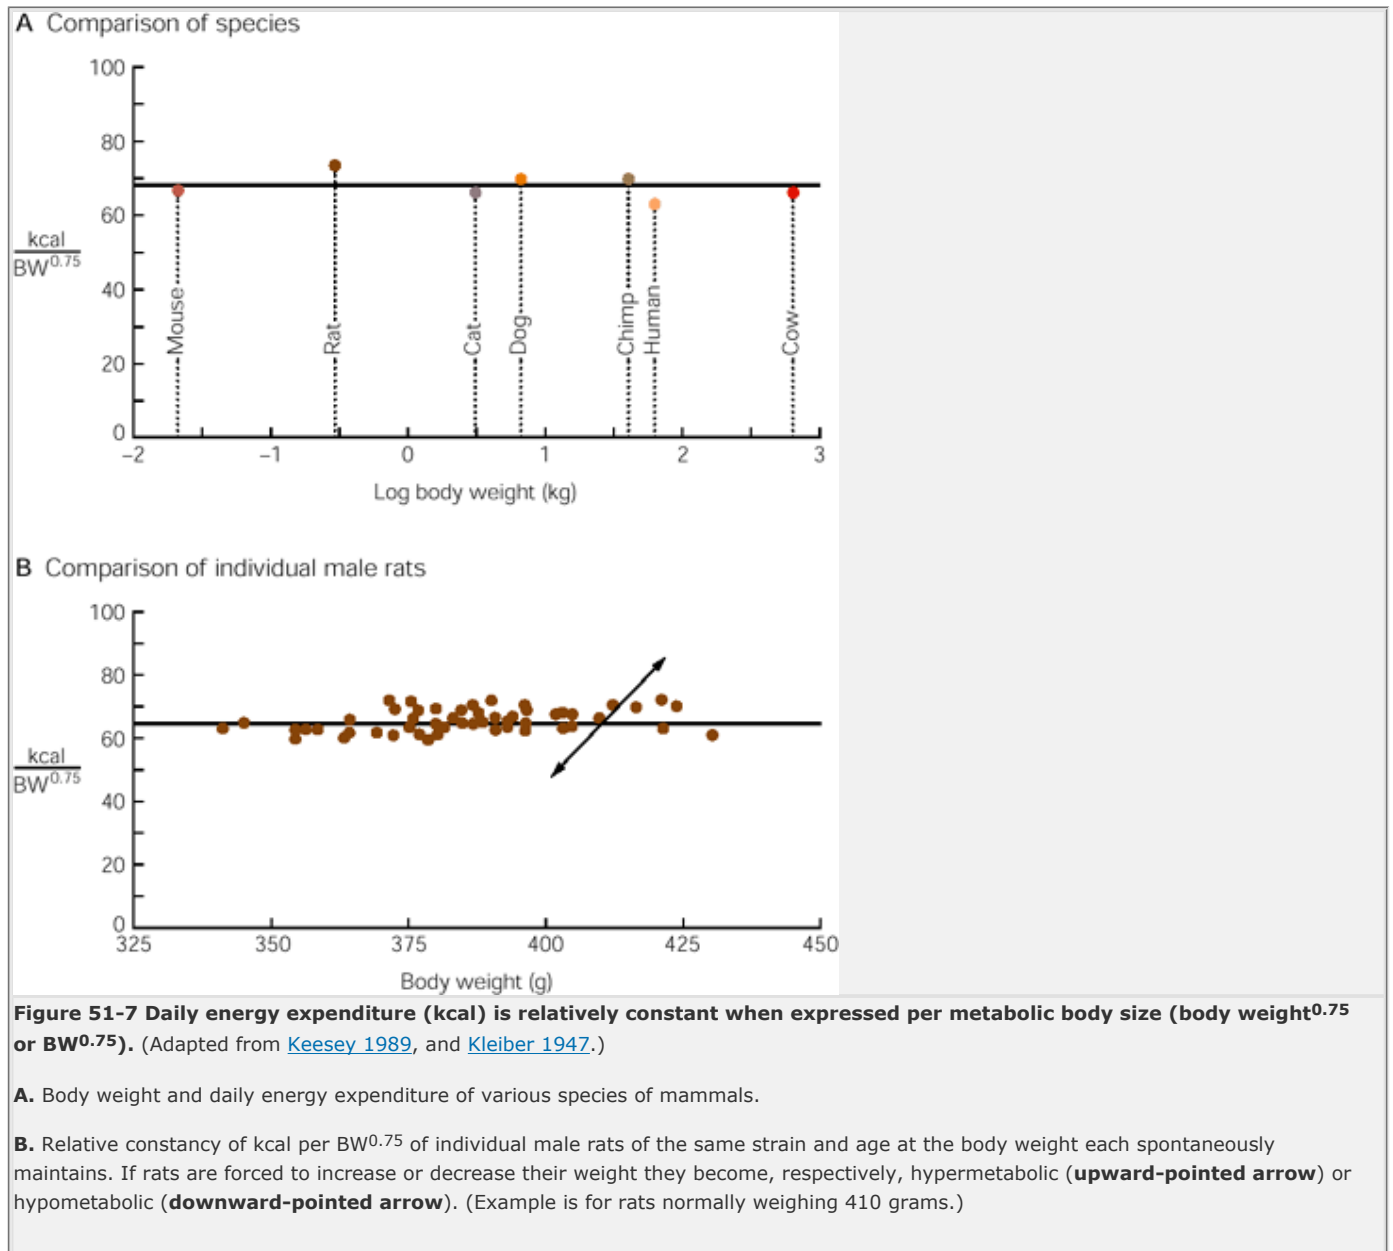 A Comparison of species
100
80
60
40
20
0
kcal
BW0.75
Mouse
Rat
Cat
Dog
Chimp
Human
Cow
−2 −1 0 1 2 3
Log body weight (kg)
B Comparison of individual male rats
100
80
60
40
20
0
kcal
BW0.75
325 350 375 400 425 450
Body weight (g)
Figure 51-7 Daily energy expenditure (kcal) is relatively constant when expressed per metabolic body size (body weight0.75
or BW0.75). (Adapted from Keesey 1989, and Kleiber 1947.)
A. Body weight and daily energy expenditure of various species of mammals.
B. Relative constancy of kcal per BW0.75 of individual male rats of the same strain and age at the body weight each spontaneously
maintains. If rats are forced to increase or decrease their weight they become, respectively, hypermetabolic (upward-pointed arrow) or
hypometabolic (downward-pointed arrow). (Example is for rats normally weighing 410 grams.)